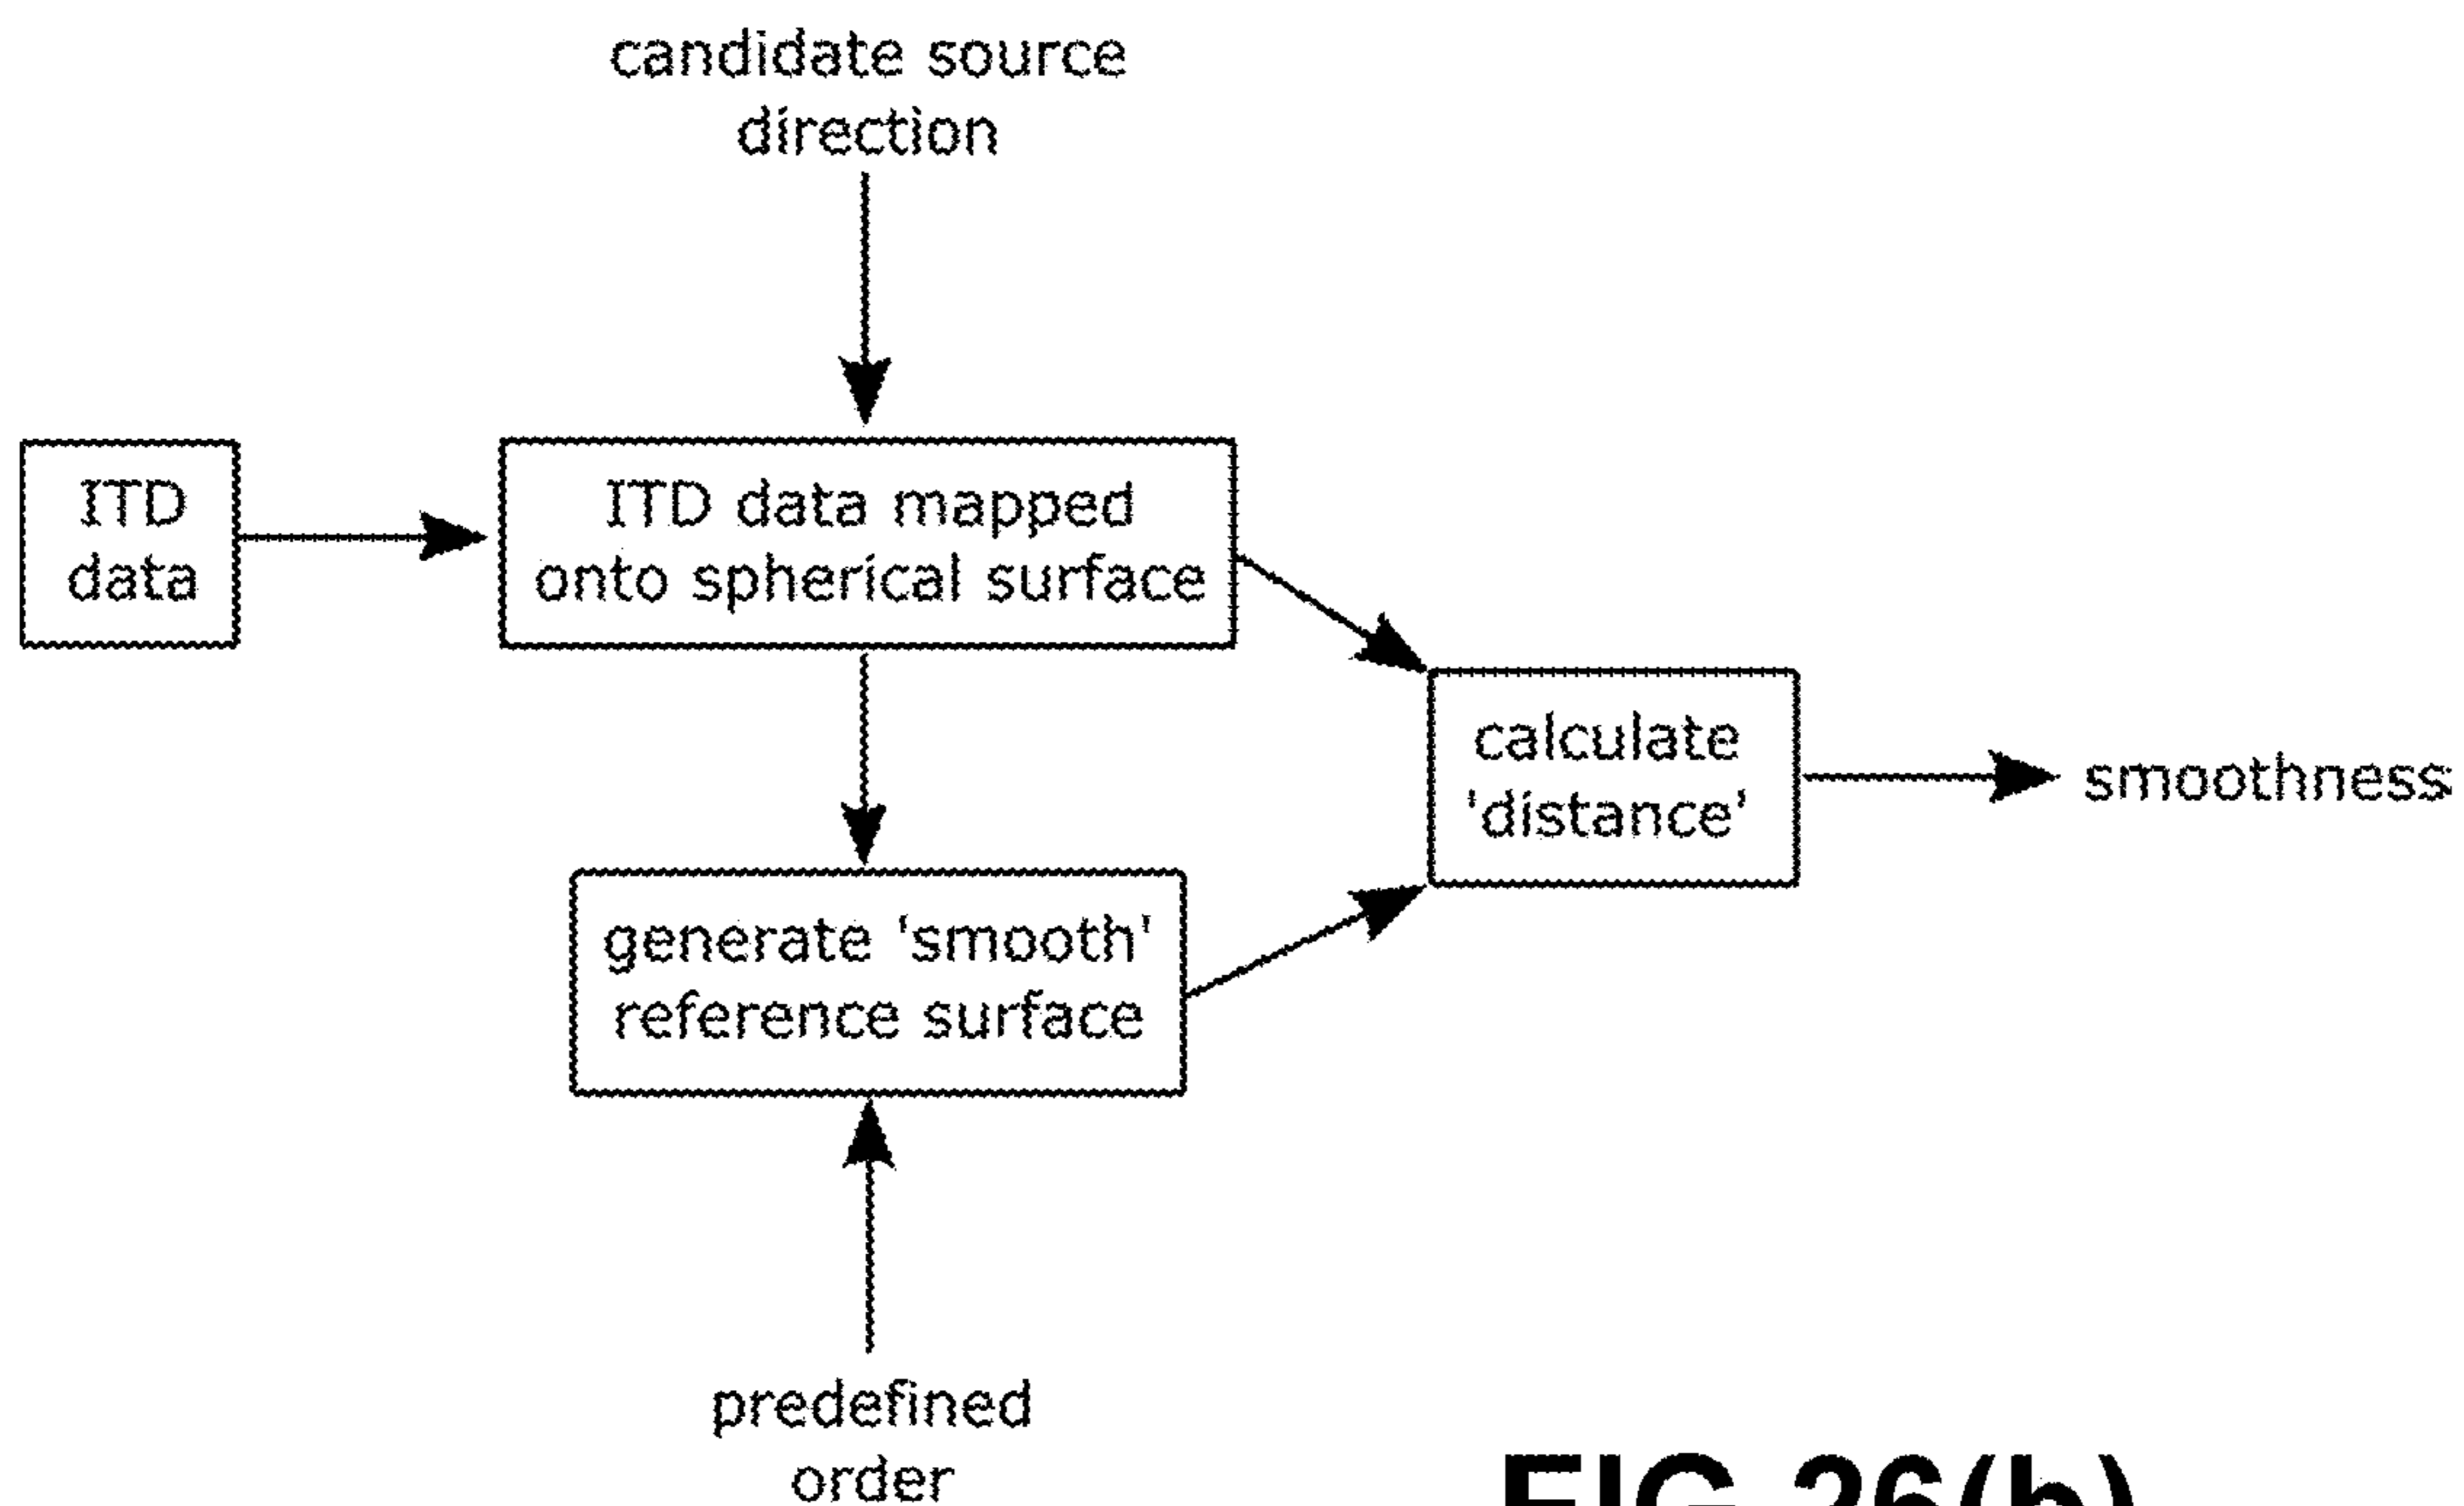 candidate source
direction
ITD
data
ITD data mapped
onto spherical surface
calculate
'distance'
smoothness
generate 'smooth'
reference surface
predefined
order
FIG 26(b)